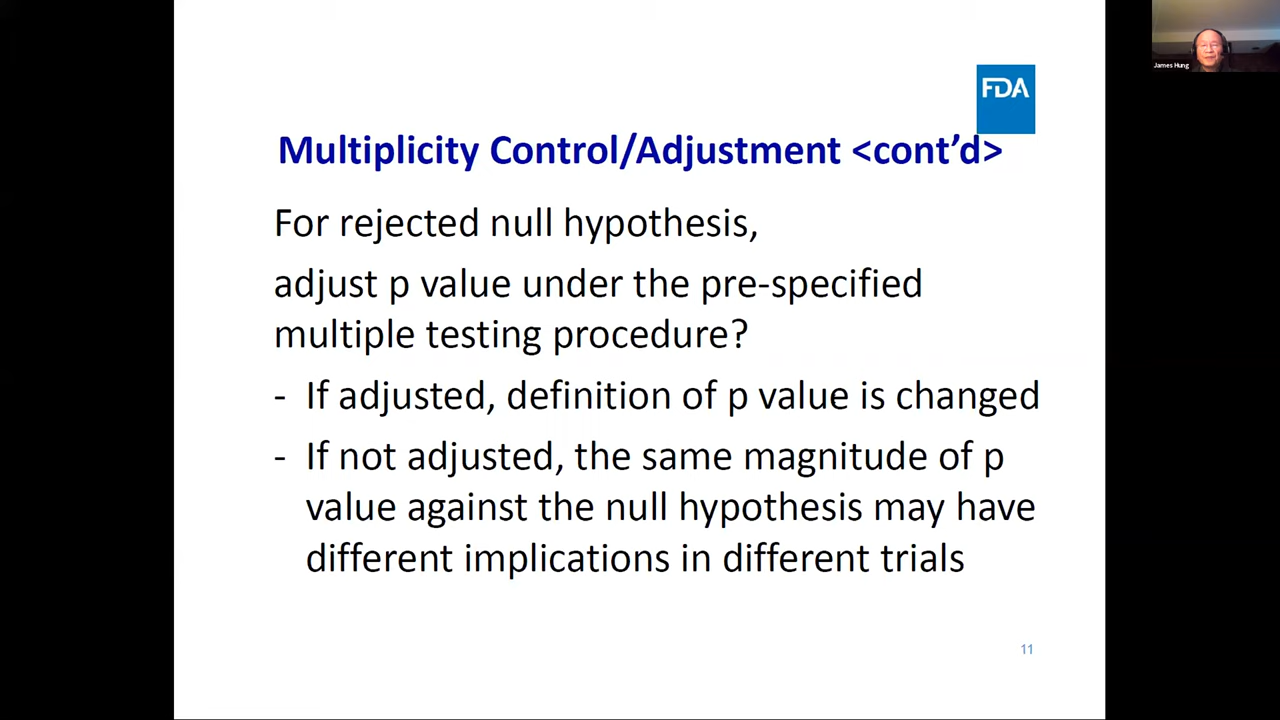 James Hung
FDA
Multiplicity Control/Adjustment <cont’d>
For rejected null hypothesis,
adjust p value under the pre-specified
multiple testing procedure?
- If adjusted, definition of p value is changed
- If not adjusted, the same magnitude of p
value against the null hypothesis may have
different implications in different trials
11